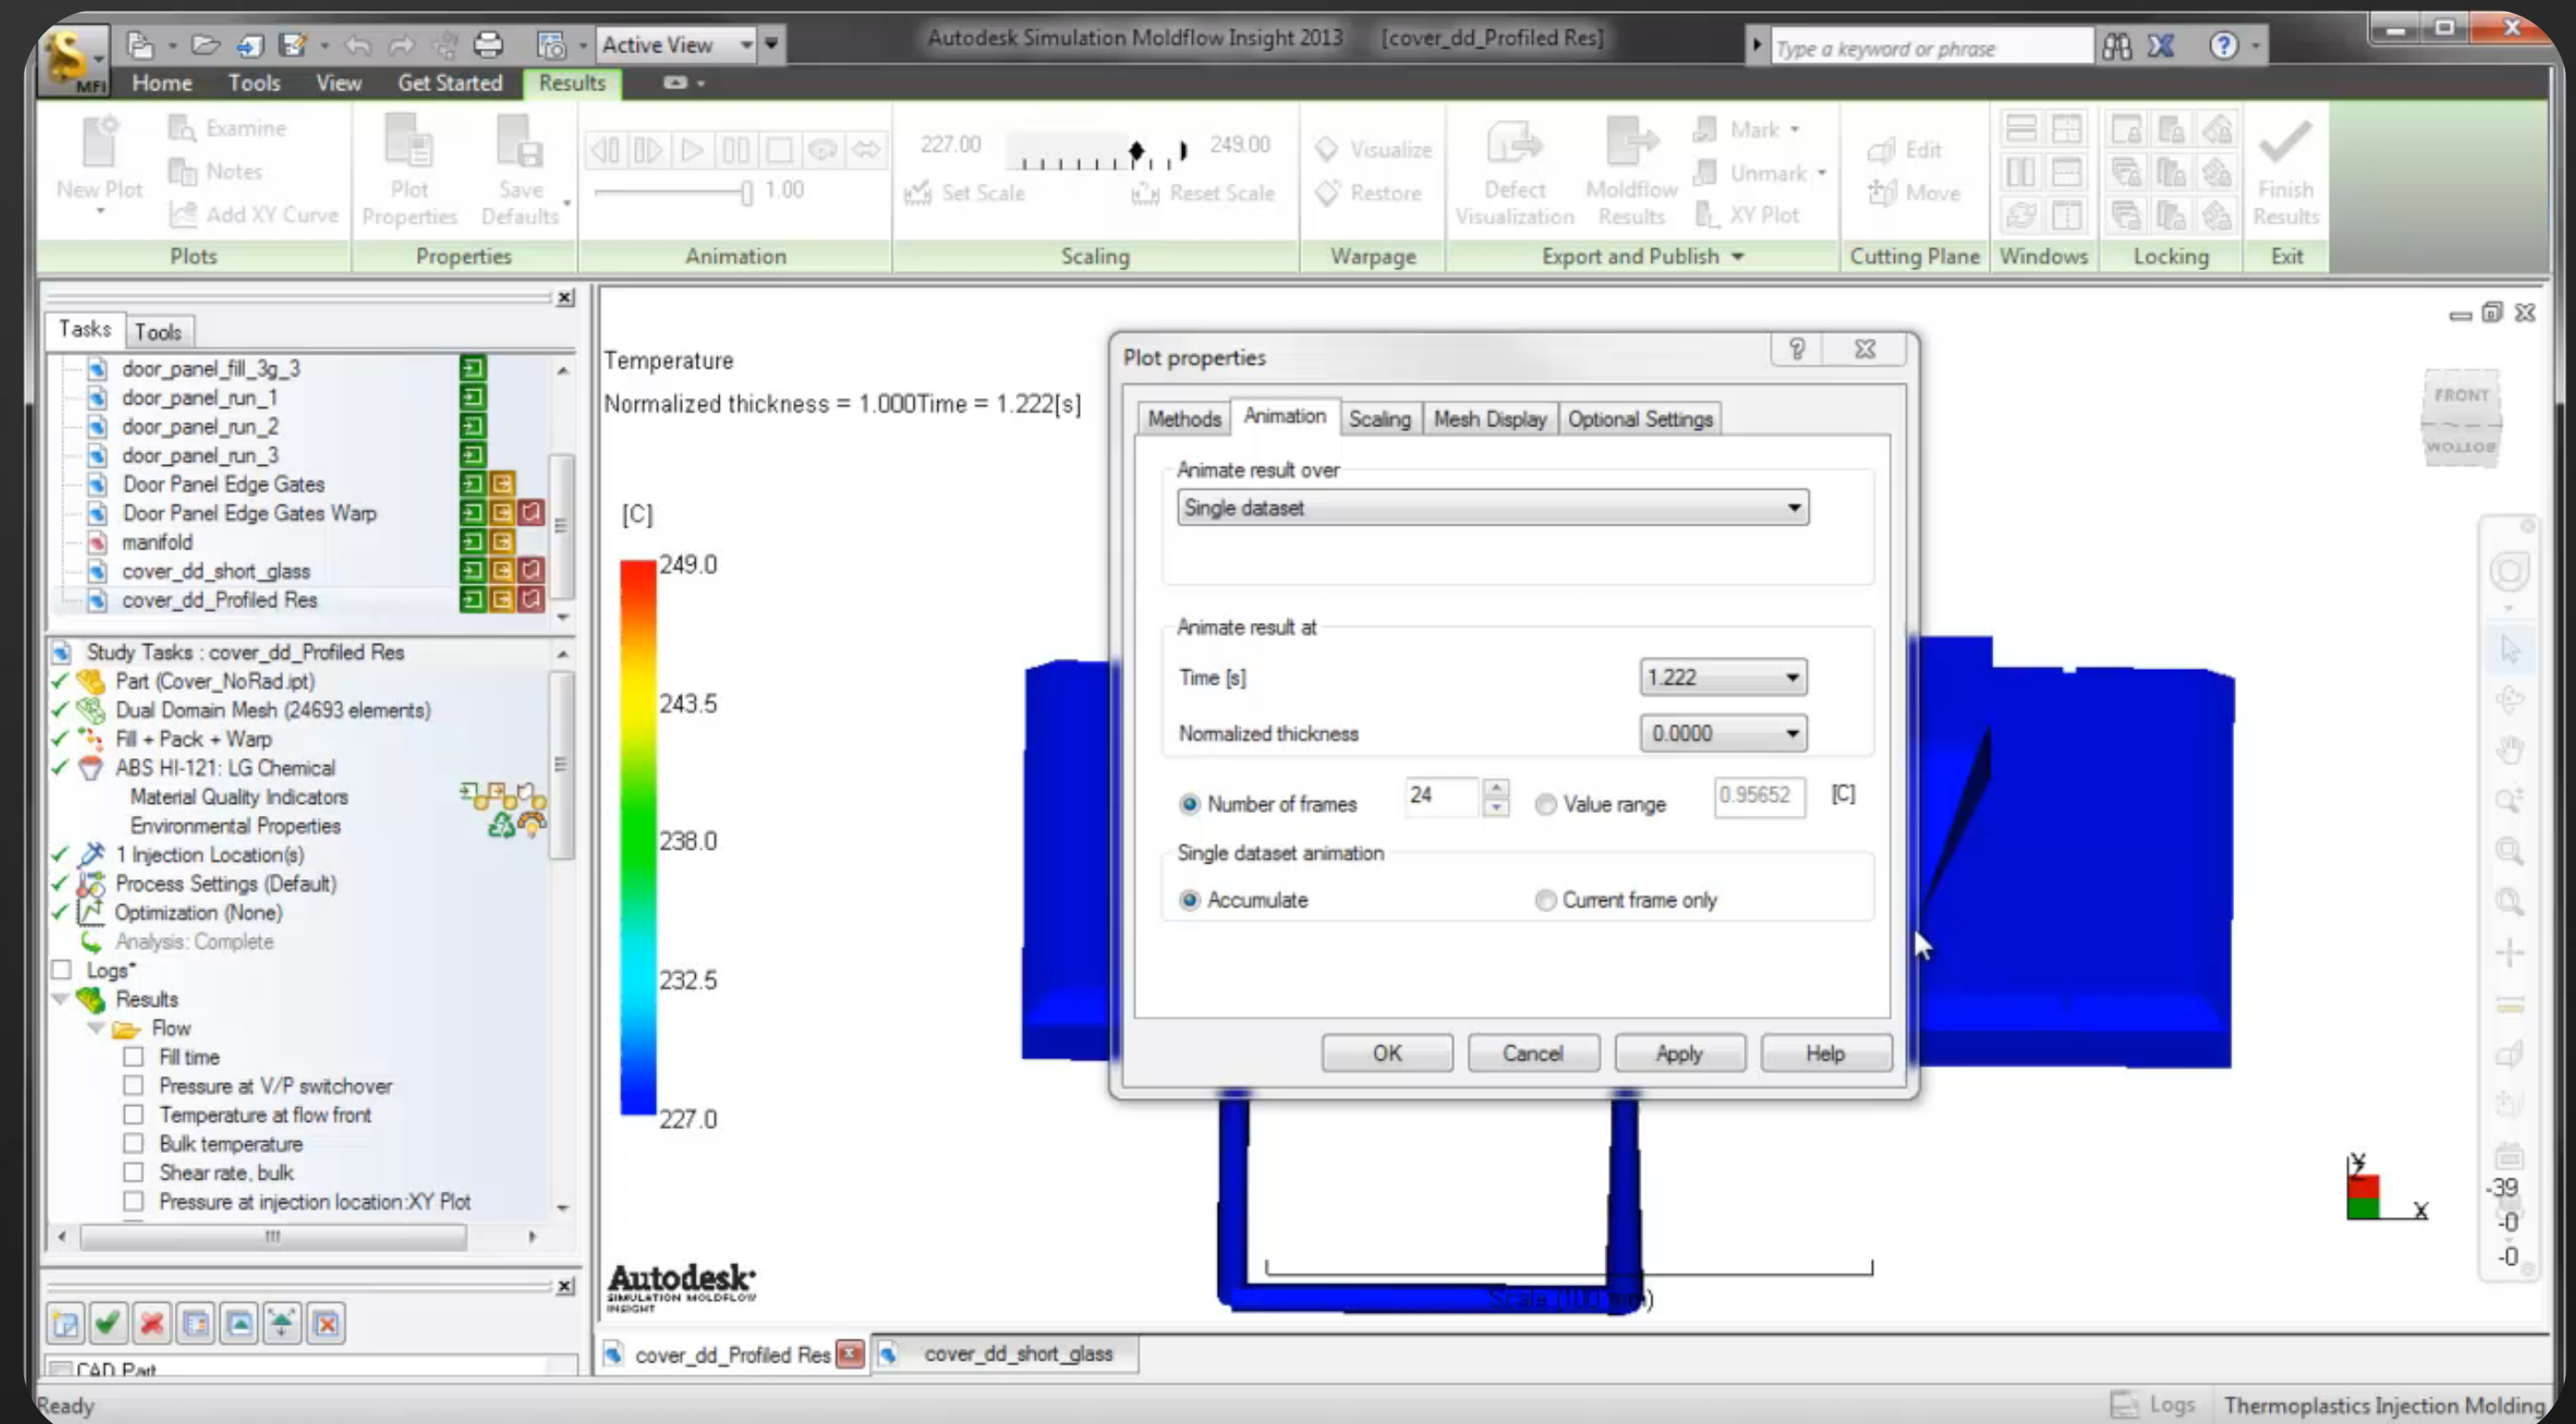 Active View
Autodesk Simulation Moldflow Insight 2013 [cover_dd_Profiled Res]
Type a keyword or phrase
MFI
Home Tools View Get Started Results
New Plot
Examine
Notes
Add XY Curve
Plots
Plot Properties
Save Defaults
Properties
1.00
Animation
227.00 249.00
Set Scale Reset Scale
Scaling
Visualize
Restore
Warpage
Defect Visualization
Moldflow Results
Mark
Unmark
XY Plot
Export and Publish
Edit
Move
Cutting Plane
Windows
Locking
Finish Results
Exit
Tasks Tools
door_panel_fill_3g_3
door_panel_run_1
door_panel_run_2
door_panel_run_3
Door Panel Edge Gates
Door Panel Edge Gates Warp
manifold
cover_dd_short_glass
cover_dd_Profiled Res
Study Tasks : cover_dd_Profiled Res
Part (Cover_NoRad.ipt)
Dual Domain Mesh (24693 elements)
Fill + Pack + Warp
ABS HI-121: LG Chemical
Material Quality Indicators
Environmental Properties
1 Injection Location(s)
Process Settings (Default)
Optimization (None)
Analysis: Complete
Logs*
Results
Flow
Fill time
Pressure at V/P switchover
Temperature at flow front
Bulk temperature
Shear rate, bulk
Pressure at injection location:XY Plot
CAD Part
Temperature
Normalized thickness = 1.000Time = 1.222[s]
[C]
249.0
243.5
238.0
232.5
227.0
Plot properties
Methods Animation Scaling Mesh Display Optional Settings
Animate result over
Single dataset
Animate result at
Time [s] 1.222
Normalized thickness 0.0000
Number of frames 24 Value range 0.95652 [C]
Single dataset animation
Accumulate Current frame only
OK Cancel Apply Help
FRONT
BOTTOM
Y
Z
X
-39
-0
-0
Scale (100 mm)
Autodesk
SIMULATION MOLDFLOW
INSIGHT
cover_dd_Profiled Res cover_dd_short_glass
Ready
Logs Thermoplastics Injection Molding